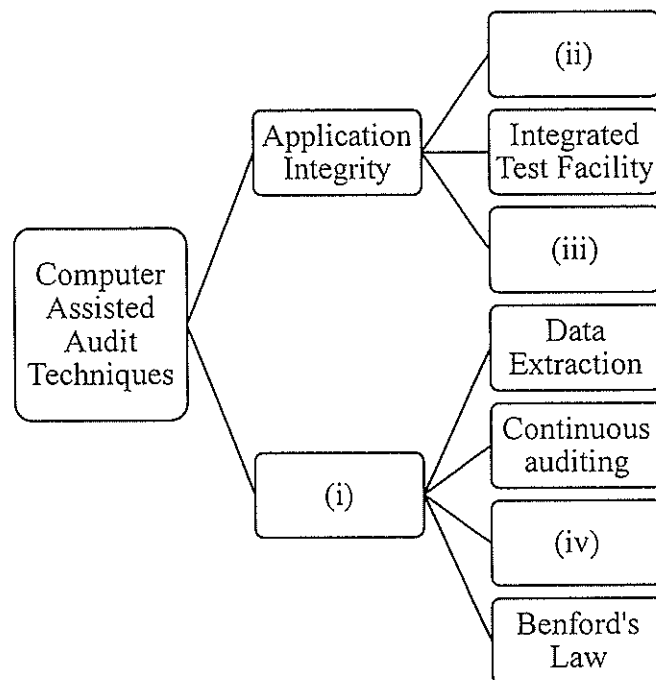 Computer
Assisted
Audit
Techniques
Application
Integrity
(i)
(ii)
Integrated
Test Facility
(iii)
Data
Extraction
Continuous
auditing
(iv)
Benford's
Law